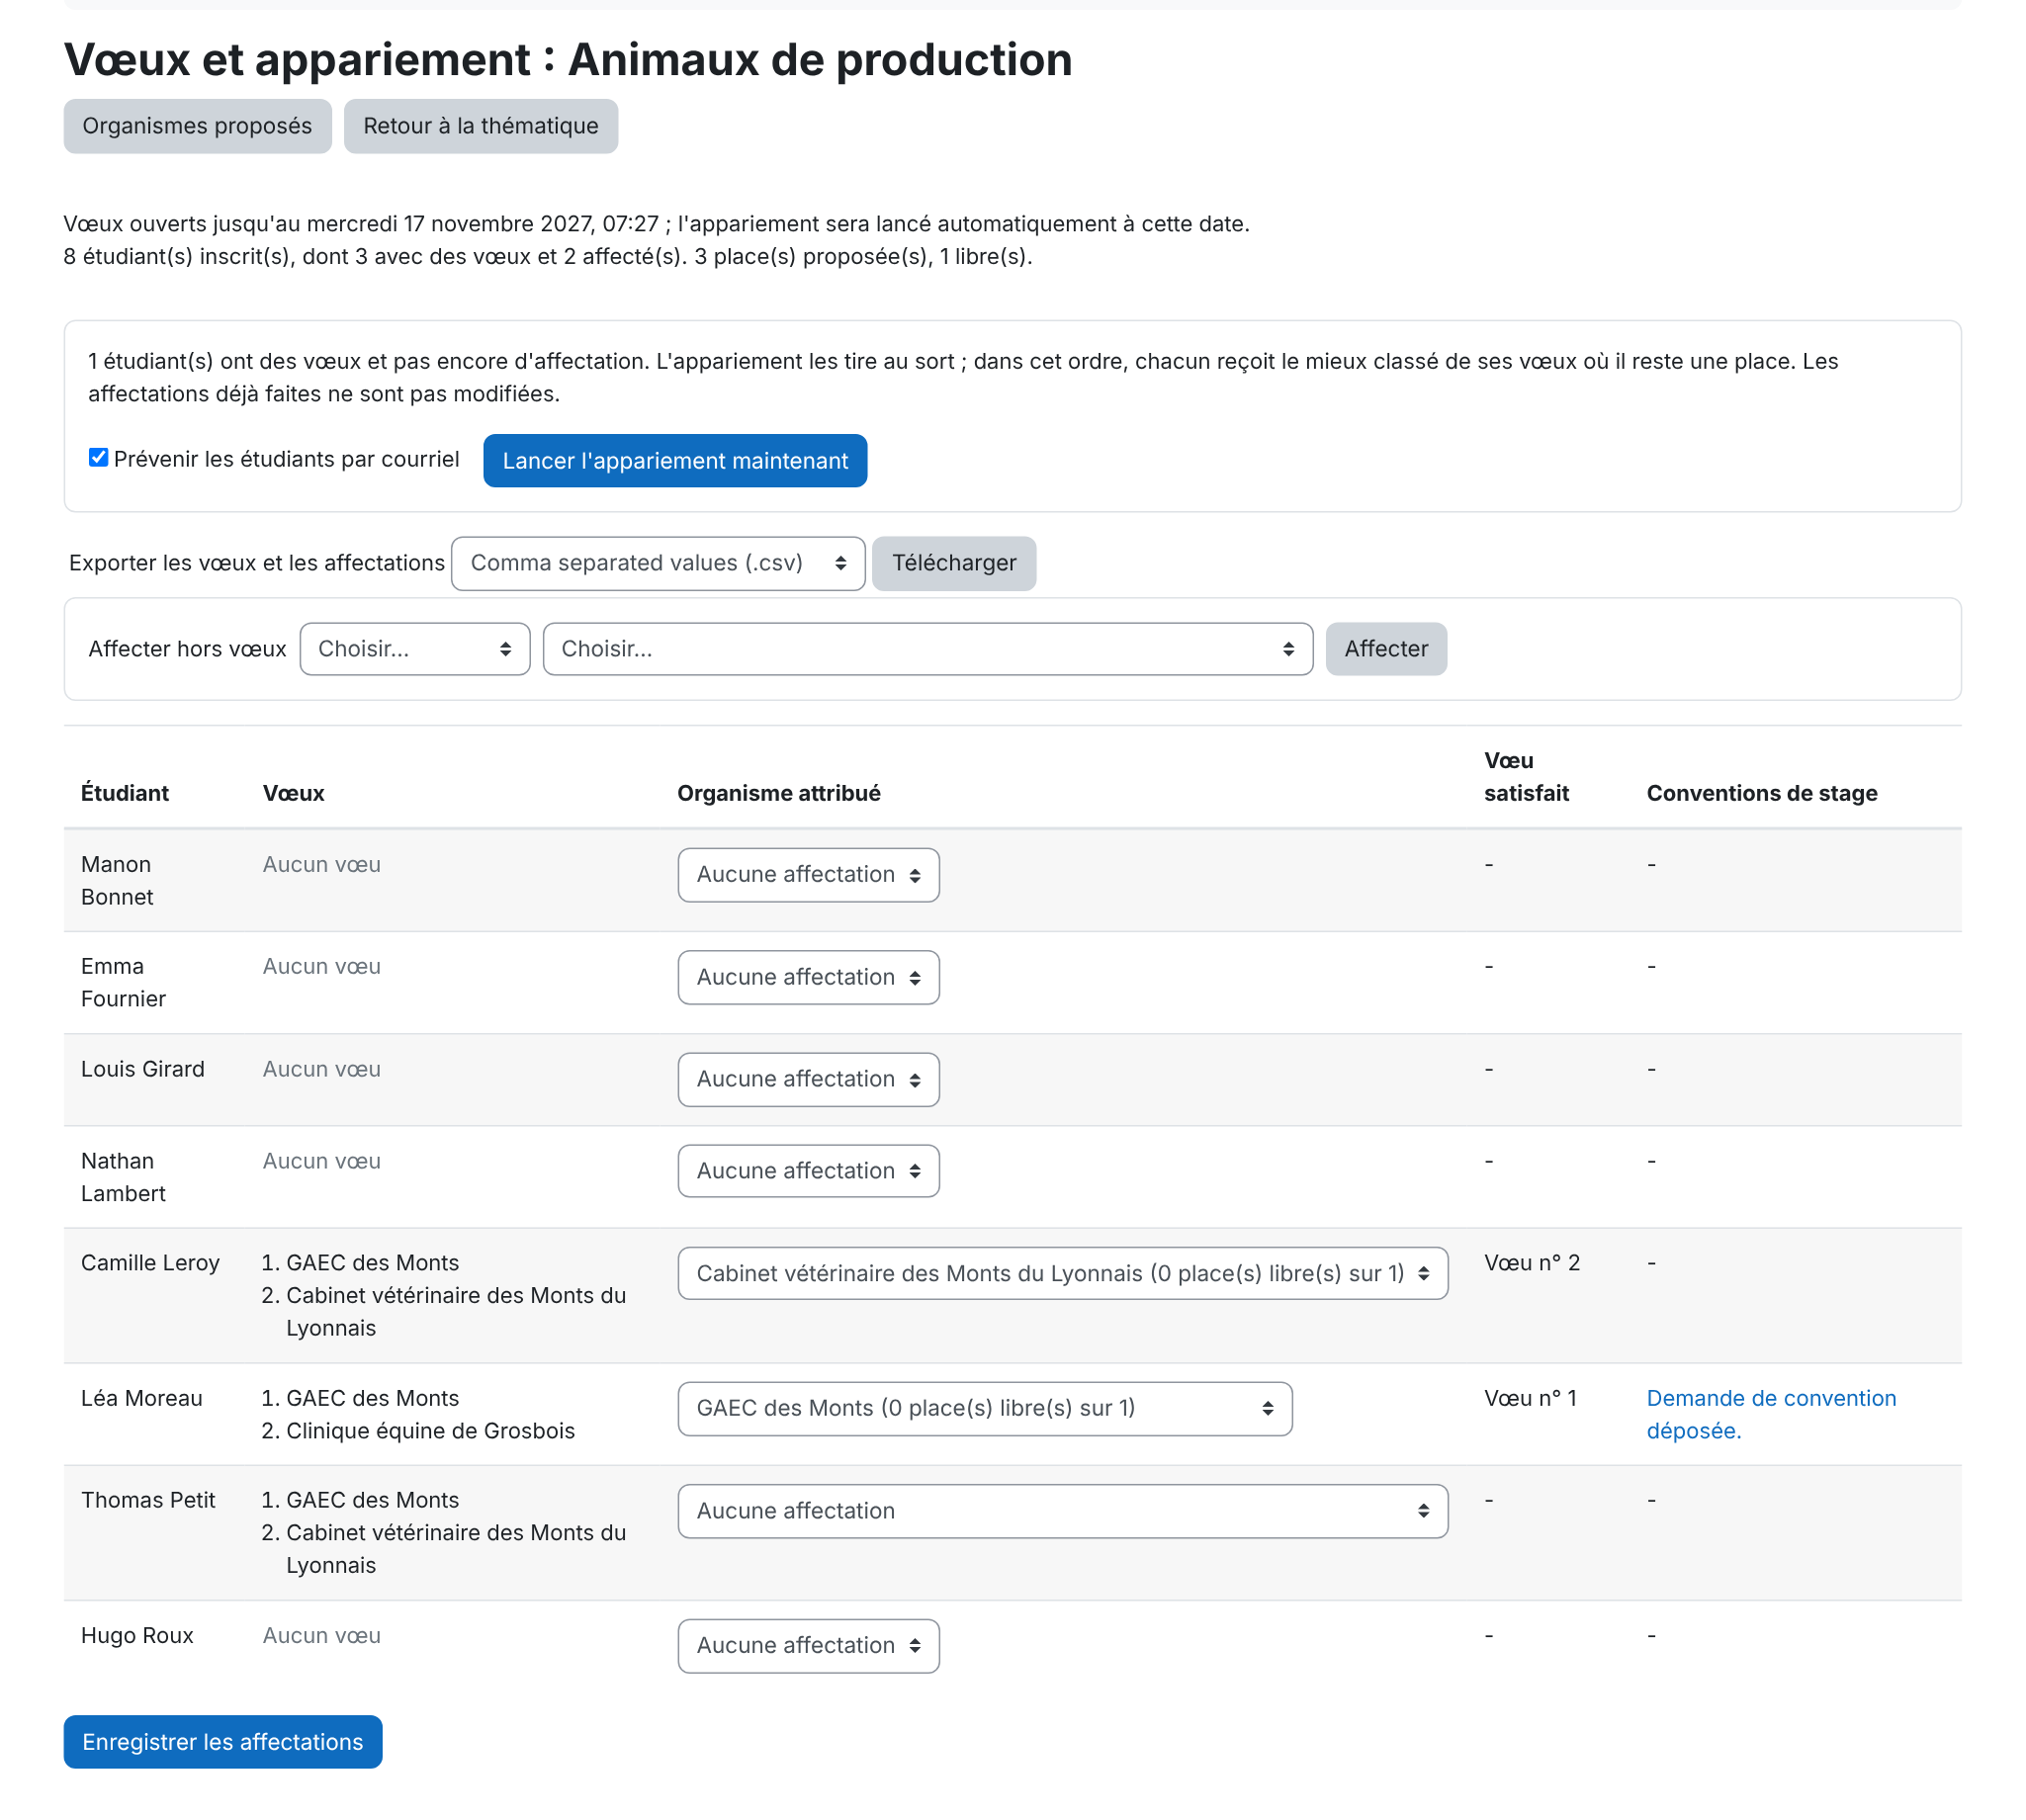 Vœux et appariement : Animaux de production
Organismes proposés Retour à la thématique
Vœux ouverts jusqu'au mercredi 17 novembre 2027, 07:27 ; l'appariement sera lancé automatiquement à cette date.
8 étudiant(s) inscrit(s), dont 3 avec des vœux et 2 affecté(s). 3 place(s) proposée(s), 1 libre(s).
1 étudiant(s) ont des vœux et pas encore d'affectation. L'appariement les tire au sort ; dans cet ordre, chacun reçoit le mieux classé de ses vœux où il reste une place. Les
affectations déjà faites ne sont pas modifiées.
Prévenir les étudiants par courriel Lancer l'appariement maintenant
Exporter les vœux et les affectations Comma separated values (.csv) Télécharger
Affecter hors vœux Choisir... Choisir... Affecter
Étudiant Vœux Organisme attribué Vœu satisfait Conventions de stage
Manon Bonnet Aucun vœu Aucune affectation - -
Emma Fournier Aucun vœu Aucune affectation - -
Louis Girard Aucun vœu Aucune affectation - -
Nathan Lambert Aucun vœu Aucune affectation - -
Camille Leroy 1. GAEC des Monts Cabinet vétérinaire des Monts du Lyonnais (0 place(s) libre(s) sur 1) Vœu n° 2 -
2. Cabinet vétérinaire des Monts du
Lyonnais
Léa Moreau 1. GAEC des Monts GAEC des Monts (0 place(s) libre(s) sur 1) Vœu n° 1 Demande de convention
2. Clinique équine de Grosbois déposée.
Thomas Petit 1. GAEC des Monts Aucune affectation - -
2. Cabinet vétérinaire des Monts du
Lyonnais
Hugo Roux Aucun vœu Aucune affectation - -
Enregistrer les affectations